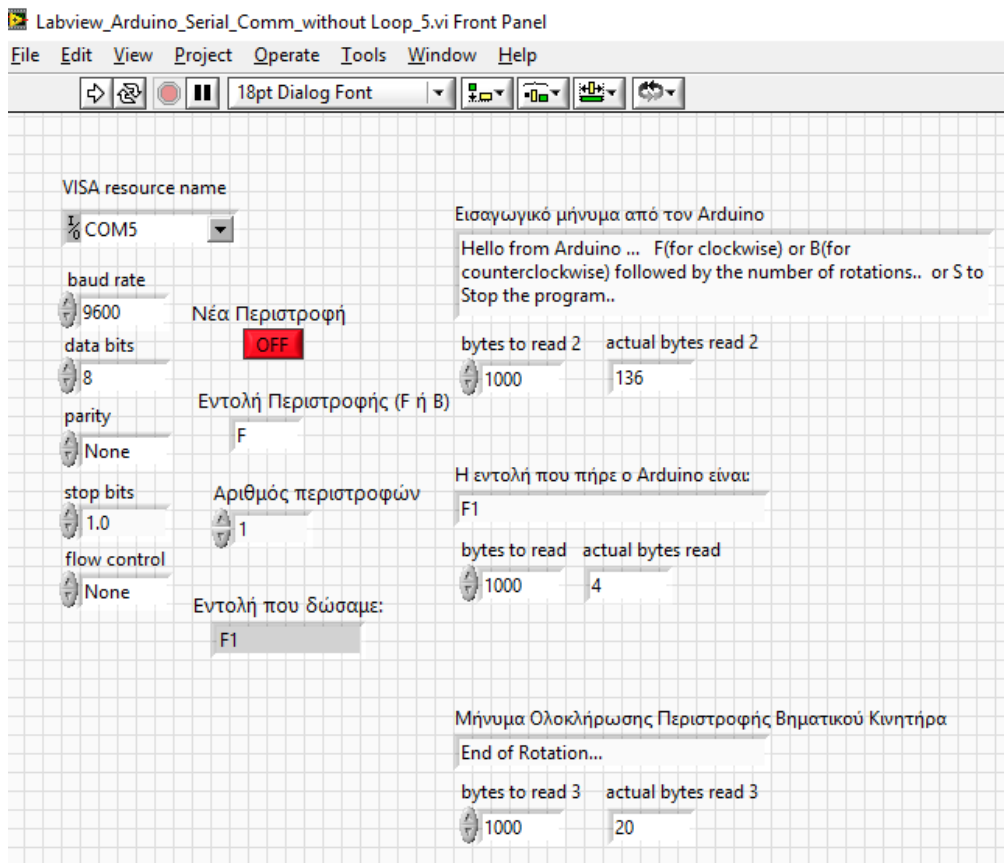 Labview_Arduino_Serial_Comm_without Loop_5.vi Front Panel
File Edit View Project Operate Tools Window Help
18pt Dialog Font
VISA resource name
I/O COM5
baud rate
9600
data bits
8
parity
None
stop bits
1.0
flow control
None
Νέα Περιστροφή
OFF
Εντολή Περιστροφής (F ή B)
F
Αριθμός περιστροφών
1
Εντολή που δώσαμε:
F1
Εισαγωγικό μήνυμα από τον Arduino
Hello from Arduino ... F(for clockwise) or B(for
counterclockwise) followed by the number of rotations.. or S to
Stop the program..
bytes to read 2 actual bytes read 2
1000 136
Η εντολή που πήρε ο Arduino είναι:
F1
bytes to read actual bytes read
1000 4
Μήνυμα Ολοκλήρωσης Περιστροφής Βηματικού Κινητήρα
End of Rotation...
bytes to read 3 actual bytes read 3
1000 20